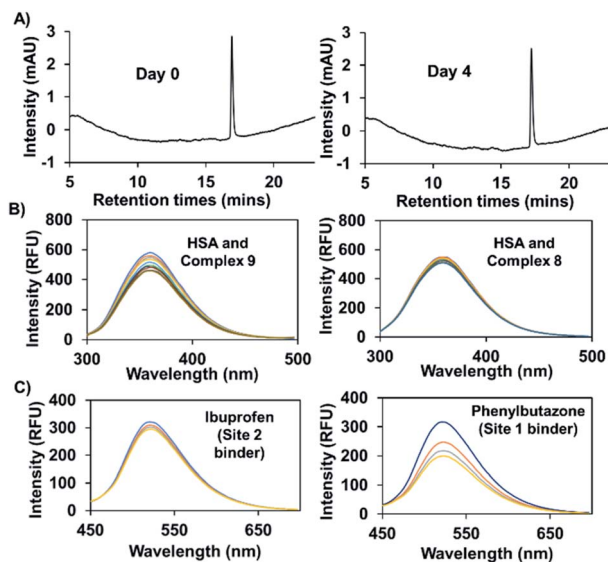 A)
Intensity (mAU)
3
2
1
0
-1
Day 0
5
10
15
20
Retention times (mins)
Intensity (mAU)
3
2
1
0
-1
Day 4
5
10
15
20
Retention times (mins)
B)
Intensity (RFU)
800
600
400
200
0
HSA and
Complex 9
300
400
500
Wavelength (nm)
Intensity (RFU)
800
600
400
200
0
HSA and
Complex 8
300
400
500
Wavelength (nm)
C)
Intensity (RFU)
400
300
200
100
0
Ibuprofen
(Site 2
binder)
450
550
650
Wavelength (nm)
Intensity (RFU)
400
300
200
100
0
Phenylbutazone
(Site 1 binder)
450
550
650
Wavelength (nm)